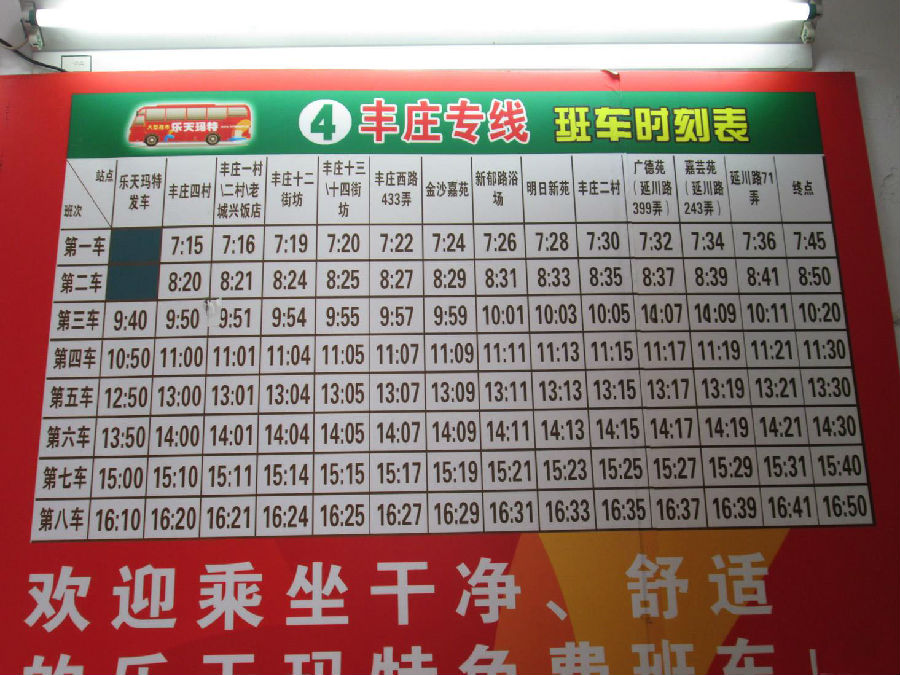 乐天玛特
4 丰庄专线 班车时刻表
站点 班次 乐天玛特发车 丰庄四村 丰庄一村\二村\老城兴饭店 丰庄十二街坊 丰庄十三\十四街坊 丰庄西路433弄 金沙嘉苑 新郁路浴场 明日新苑 丰庄二村 广德苑(延川路399弄) 嘉芸苑(延川路243弄) 延川路71弄 终点
第一车 7:15 7:16 7:19 7:20 7:22 7:24 7:26 7:28 7:30 7:32 7:34 7:36 7:45
第二车 8:20 8:21 8:24 8:25 8:27 8:29 8:31 8:33 8:35 8:37 8:39 8:41 8:50
第三车 9:40 9:50 9:51 9:54 9:55 9:57 9:59 10:01 10:03 10:05 14:07 14:09 10:11 10:20
第四车 10:50 11:00 11:01 11:04 11:05 11:07 11:09 11:11 11:13 11:15 11:17 11:19 11:21 11:30
第五车 12:50 13:00 13:01 13:04 13:05 13:07 13:09 13:11 13:13 13:15 13:17 13:19 13:21 13:30
第六车 13:50 14:00 14:01 14:04 14:05 14:07 14:09 14:11 14:13 14:15 14:17 14:19 14:21 14:30
第七车 15:00 15:10 15:11 15:14 15:15 15:17 15:19 15:21 15:23 15:25 15:27 15:29 15:31 15:40
第八车 16:10 16:20 16:21 16:24 16:25 16:27 16:29 16:31 16:33 16:35 16:37 16:39 16:41 16:50
欢迎乘坐干净、舒适
的乐天玛特免费班车!